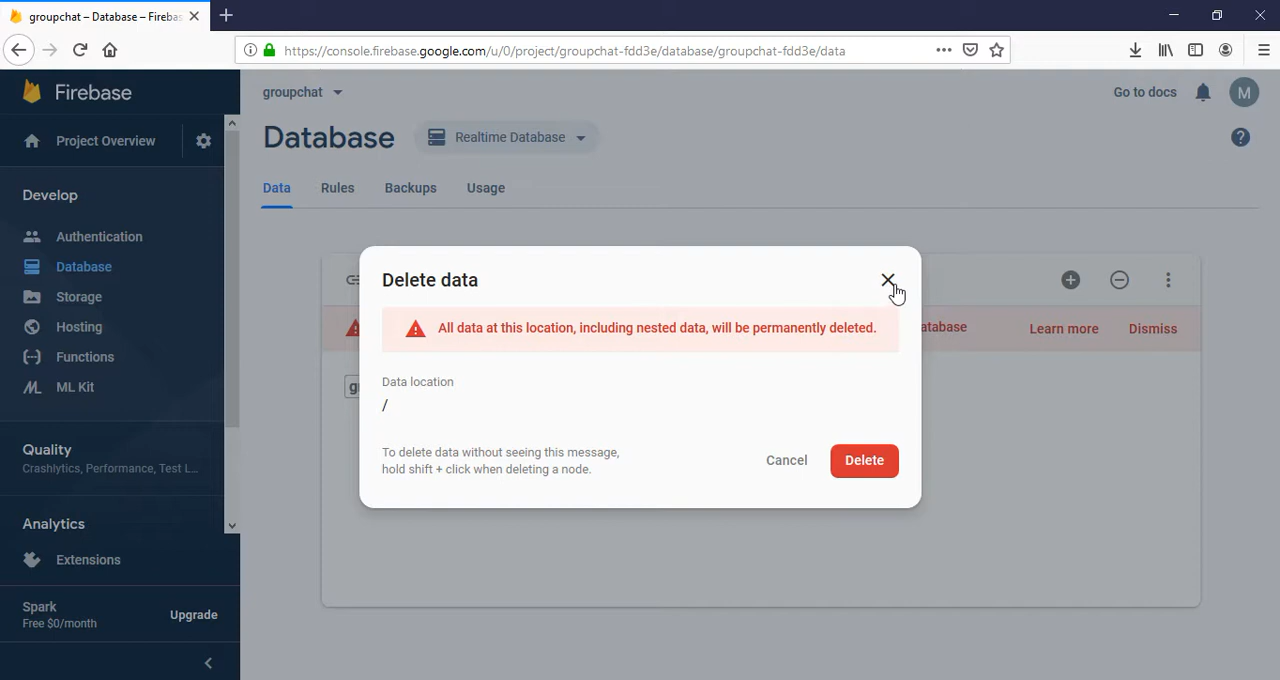 groupchat – Database – Firebas
https://console.firebase.google.com/u/0/project/groupchat-fdd3e/database/groupchat-fdd3e/data
Firebase
groupchat
Go to docs
M
Project Overview
Database
Realtime Database
Data
Rules
Backups
Usage
Develop
Authentication
Database
Storage
Hosting
Functions
ML Kit
Quality
Crashlytics, Performance, Test L...
Analytics
Extensions
Spark
Free $0/month
Upgrade
Delete data
All data at this location, including nested data, will be permanently deleted.
atabase
Learn more
Dismiss
Data location
/
To delete data without seeing this message,
hold shift + click when deleting a node.
Cancel
Delete